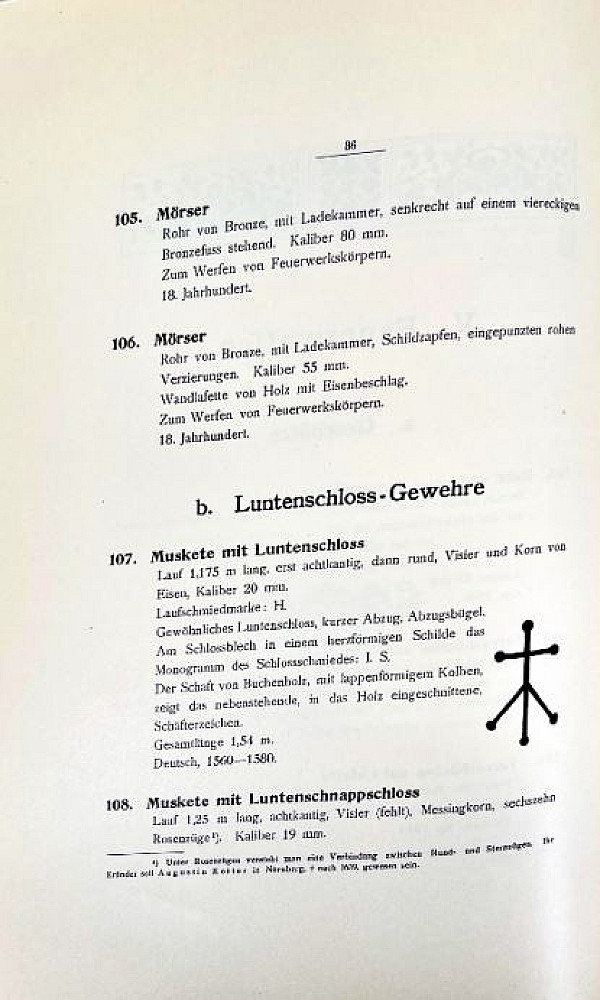 86
105. Mörser
Rohr von Bronze, mit Ladekammer, senkrecht auf einem viereckigen
Bronzefuss stehend. Kaliber 80 mm.
Zum Werfen von Feuerwerkskörpern.
18. Jahrhundert.
106. Mörser
Rohr von Bronze, mit Ladekammer, Schildzapfen, eingepunzten rohen
Verzierungen. Kaliber 55 mm.
Wandlafette von Holz mit Eisenbeschlag.
Zum Werfen von Feuerwerkskörpern.
18. Jahrhundert.
b. Luntenschloss-Gewehre
107. Muskete mit Luntenschloss
Lauf 1,175 m lang, erst achtkantig, dann rund, Visier und Korn von
Eisen, Kaliber 20 mm.
Laufschmiedmarke: H.
Gewöhnliches Luntenschloss, kurzer Abzug, Abzugsbügel.
Am Schlossblech in einem herzförmigen Schilde das
Monogramm des Schlossschmiedes: I. S.
Der Schaft von Buchenholz, mit lappenförmigem Kolben,
zeigt das nebenstehende, in das Holz eingeschnittene,
Schäfterzeichen.
Gesamtlänge 1,54 m.
Deutsch, 1560—1580.
108. Muskete mit Luntenschnappschloss
Lauf 1,25 m lang, achtkantig, Visier (fehlt), Messingkorn, sechszehn
Rosenzüge¹). Kaliber 19 mm.
¹) Unter Rosenzügen versteht man eine Verbindung zwischen Rund- und Sternzügen. Ihr
Erfinder soll Augustin Kotter in Nürnberg, † nach, gewesen sein.